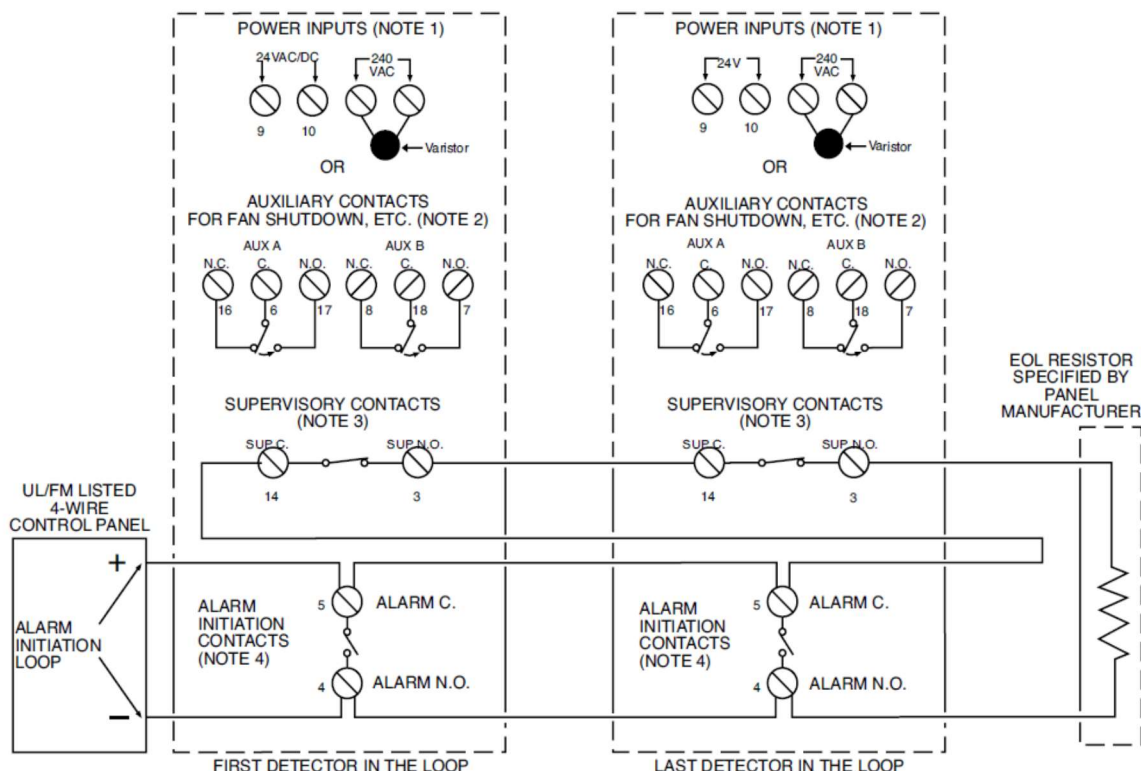 POWER INPUTS (NOTE 1)
24VAC/DC
240
VAC
9
10
Varistor
OR
AUXILIARY CONTACTS
FOR FAN SHUTDOWN, ETC. (NOTE 2)
AUX A
AUX B
N.C.
C.
N.O.
N.C.
C.
N.O.
16
6
17
8
18
7
SUPERVISORY CONTACTS
(NOTE 3)
SUP C.
SUP N.O.
14
3
POWER INPUTS (NOTE 1)
24V
240
VAC
9
10
Varistor
OR
AUXILIARY CONTACTS
FOR FAN SHUTDOWN, ETC. (NOTE 2)
AUX A
AUX B
N.C.
C.
N.O.
N.C.
C.
N.O.
16
6
17
8
18
7
SUPERVISORY CONTACTS
(NOTE 3)
SUP C.
SUP N.O.
14
3
EOL RESISTOR
SPECIFIED BY
PANEL
MANUFACTURER
UL/FM LISTED
4-WIRE
CONTROL PANEL
+
ALARM
INITIATION
LOOP
–
ALARM
INITIATION
CONTACTS
(NOTE 4)
5
ALARM C.
4
ALARM N.O.
ALARM
INITIATION
CONTACTS
(NOTE 4)
5
ALARM C.
4
ALARM N.O.
FIRST DETECTOR IN THE LOOP
LAST DETECTOR IN THE LOOP